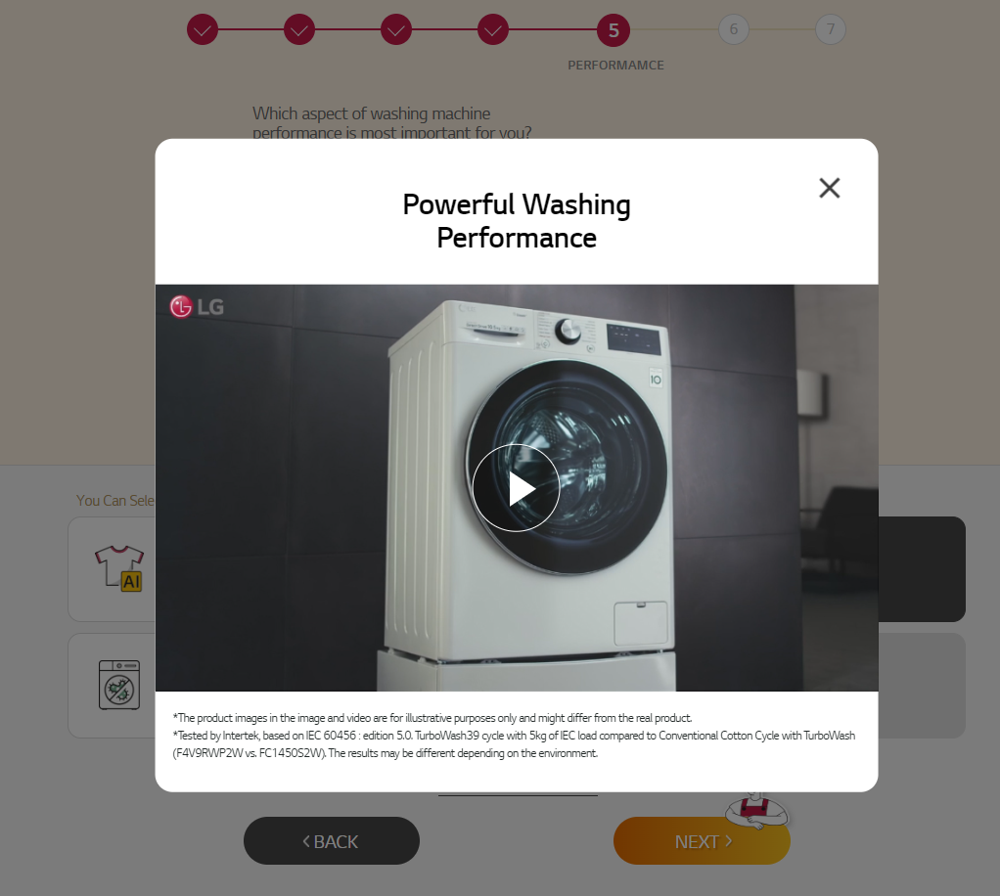 5
6
7
PERFORMAMCE
Which aspect of washing machine
performance is most important for you?
Powerful Washing
Performance
LG
10
You Can Sele
AI
*The product images in the image and video are for illustrative purposes only and might differ from the real product.
*Tested by Intertek, based on IEC 60456 : edition 5.0. TurboWash39 cycle with 5kg of IEC load compared to Conventional Cotton Cycle with TurboWash
(F4V9RWP2W vs. FC1450S2W). The results may be different depending on the environment.
BACK
NEXT